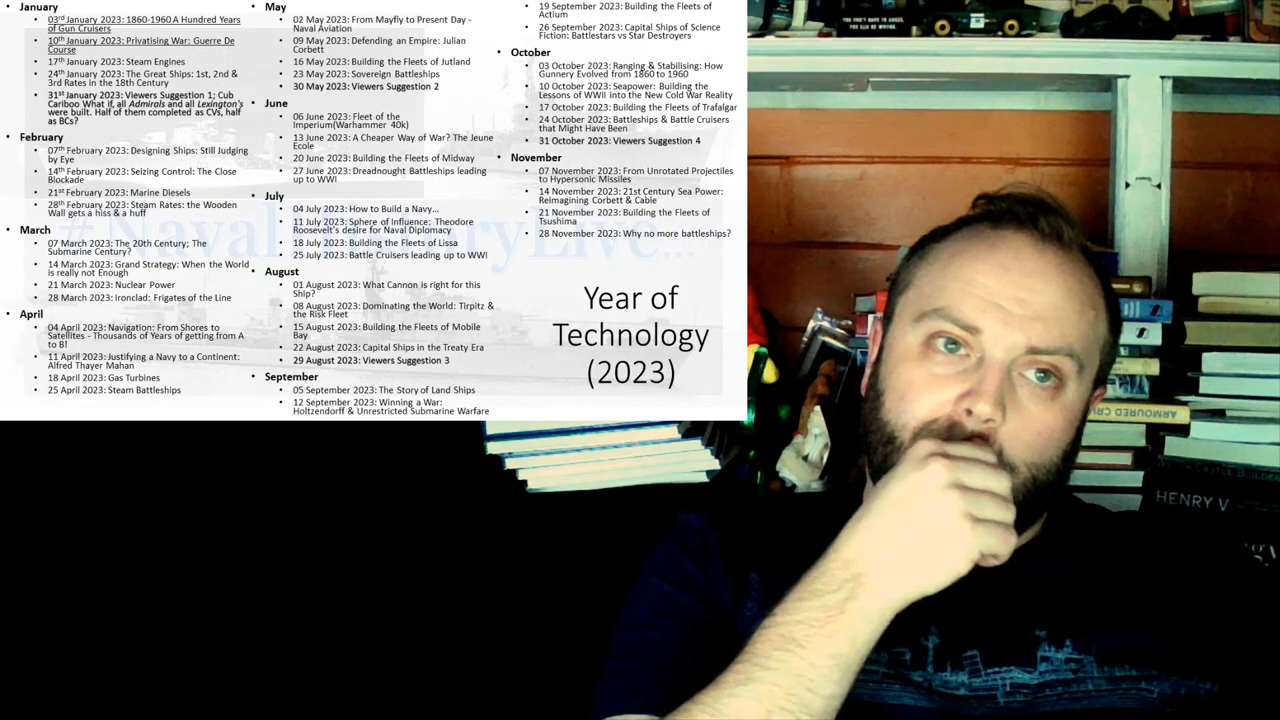 January
03rd January 2023: 1860-1960 A Hundred Years
of Gun Cruisers
10th January 2023: Privatising War: Guerre De
Course
17th January 2023: Steam Engines
24th January 2023: The Great Ships: 1st, 2nd &
3rd Rates in the 18th Century
31st January 2023: Viewers Suggestion 1; Cub
Cariboo What if, all Admirals and all Lexington's
were built. Half of them completed as CVs, half
as BCs?
February
07th February 2023: Designing Ships: Still Judging
by Eye
14th February 2023: Seizing Control: The Close
Blockade
21st February 2023: Marine Diesels
28th February 2023: Steam Rates: the Wooden
Wall gets a hiss & a huff
March
07 March 2023: The 20th Century; The
Submarine Century?
14 March 2023: Grand Strategy: When the World
is really not Enough
21 March 2023: Nuclear Power
28 March 2023: Ironclad: Frigates of the Line
April
04 April 2023: Navigation: From Shores to
Satellites - Thousands of Years of getting from A
to B!
11 April 2023: Justifying a Navy to a Continent:
Alfred Thayer Mahan
18 April 2023: Gas Turbines
25 April 2023: Steam Battleships
May
02 May 2023: From Mayfly to Present Day -
Naval Aviation
09 May 2023: Defending an Empire: Julian
Corbett
16 May 2023: Building the Fleets of Jutland
23 May 2023: Sovereign Battleships
30 May 2023: Viewers Suggestion 2
June
06 June 2023: Fleet of the
Imperium(Warhammer 40k)
13 June 2023: A Cheaper Way of War? The Jeune
Ecole
20 June 2023: Building the Fleets of Midway
27 June 2023: Dreadnought Battleships leading
up to WWI
July
04 July 2023: How to Build a Navy...
11 July 2023: Sphere of Influence: Theodore
Roosevelt's desire for Naval Diplomacy
18 July 2023: Building the Fleets of Lissa
25 July 2023: Battle Cruisers leading up to WWI
August
01 August 2023: What Cannon is right for this
Ship?
08 August 2023: Dominating the World: Tirpitz &
the Risk Fleet
15 August 2023: Building the Fleets of Mobile
Bay
22 August 2023: Capital Ships in the Treaty Era
29 August 2023: Viewers Suggestion 3
September
05 September 2023: The Story of Land Ships
12 September 2023: Winning a War:
Holtzendorff & Unrestricted Submarine Warfare
19 September 2023: Building the Fleets of
Actium
26 September 2023: Capital Ships of Science
Fiction: Battlestars vs Star Destroyers
October
03 October 2023: Ranging & Stabilising: How
Gunnery Evolved from 1860 to 1960
10 October 2023: Seapower: Building the
Lessons of WWII into the New Cold War Reality
17 October 2023: Building the Fleets of Trafalgar
24 October 2023: Battleships & Battle Cruisers
that Might Have Been
31 October 2023: Viewers Suggestion 4
November
07 November 2023: From Unrotated Projectiles
to Hypersonic Missiles
14 November 2023: 21st Century Sea Power:
Reimagining Corbett & Cable
21 November 2023: Building the Fleets of
Tsushima
28 November 2023: Why no more battleships?
Year of
Technology
(2023)
ARMOURED CRU
HENRY V